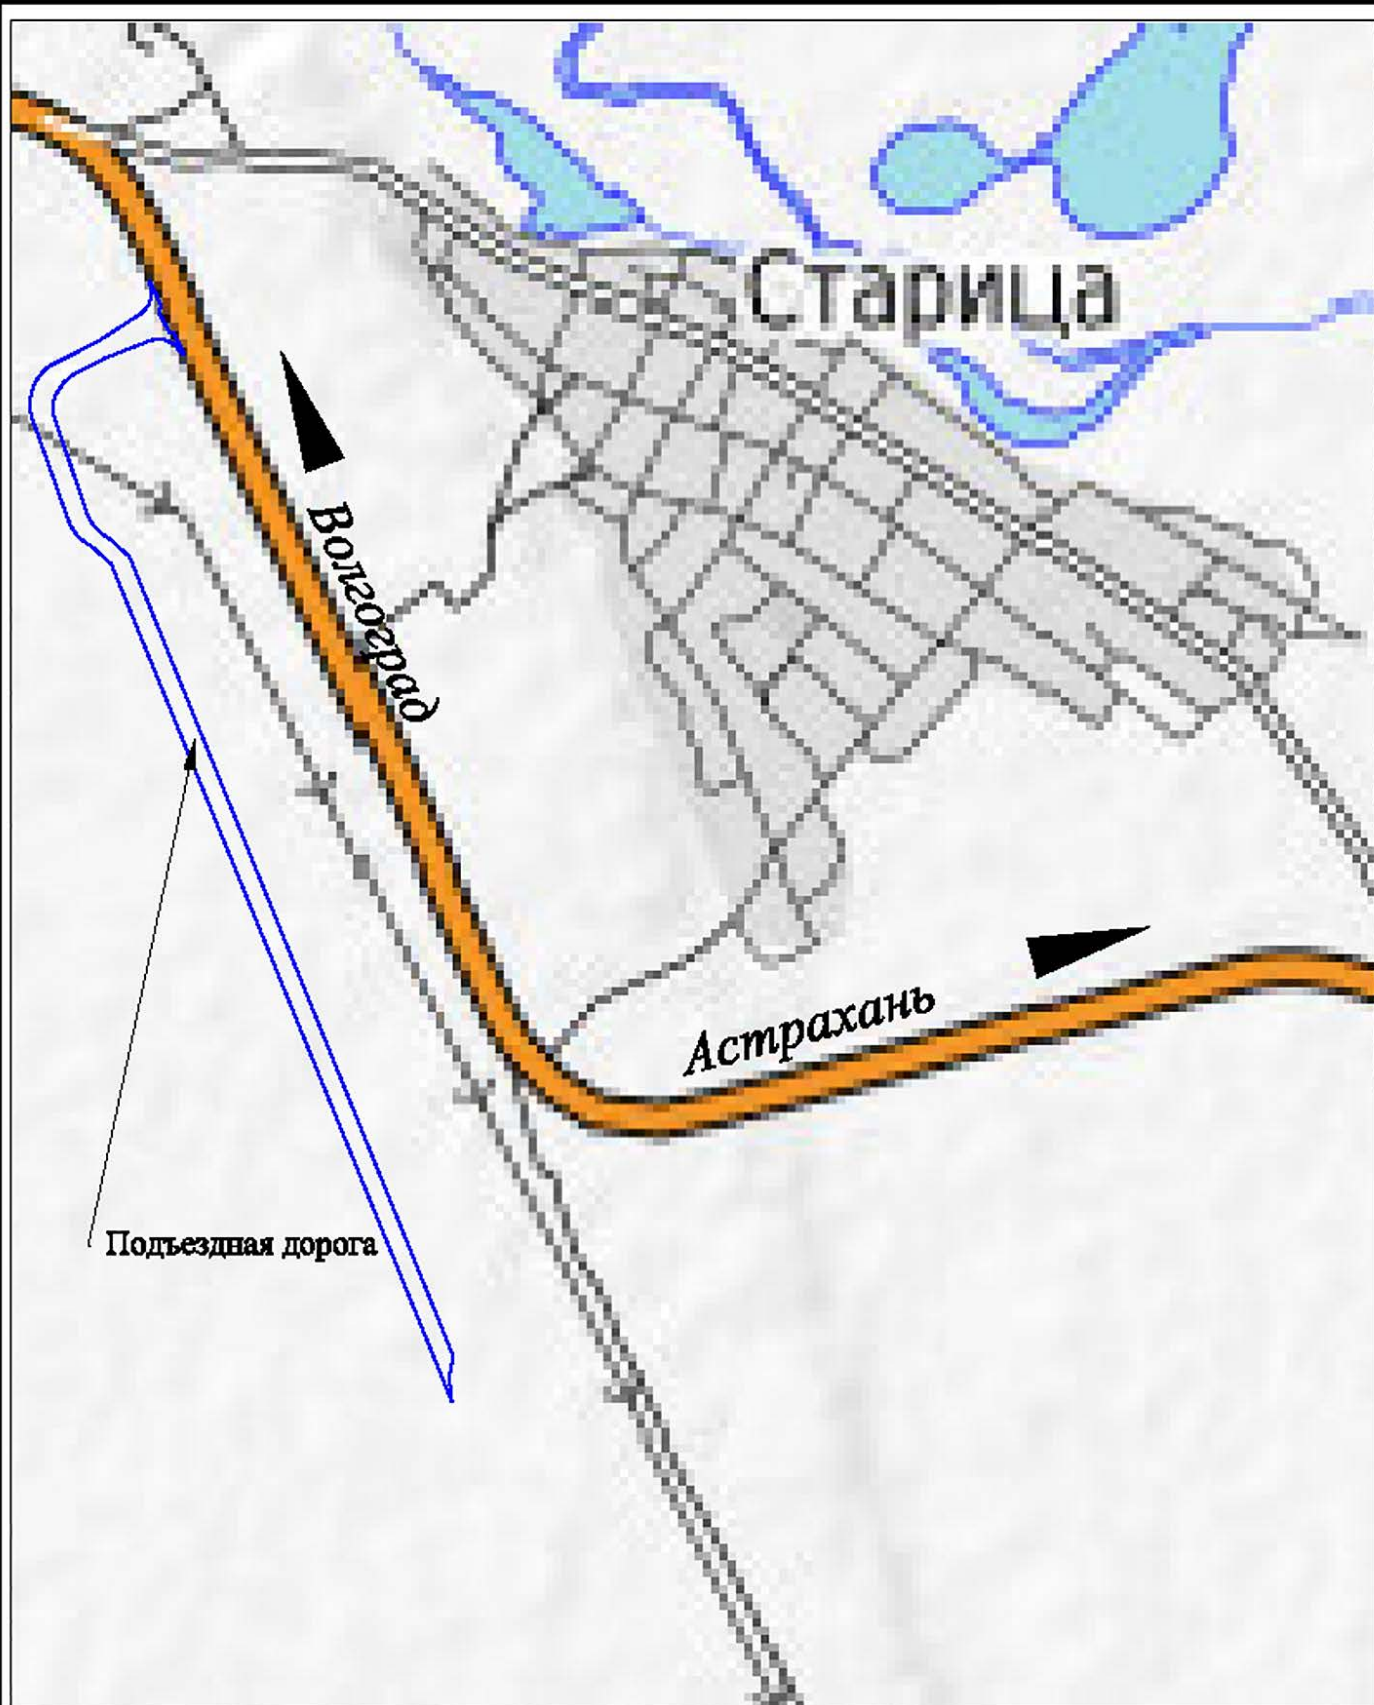 Старица
Волгоград
Астрахань
Подъездная дорога